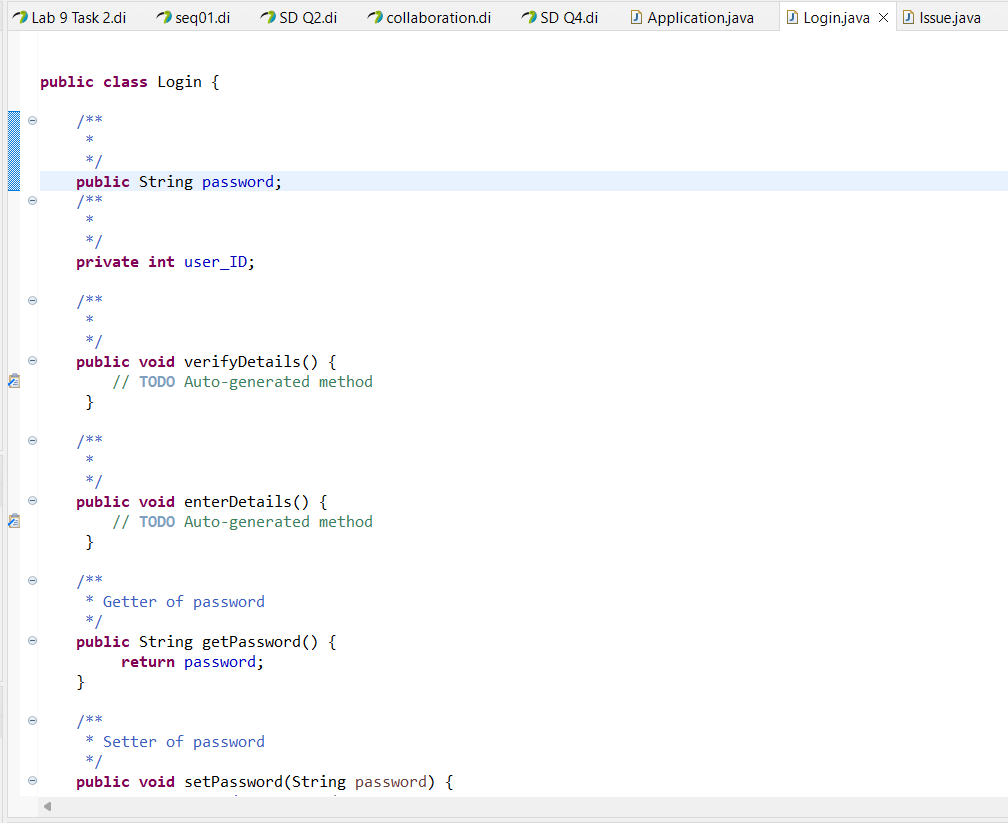 Lab 9 Task 2.di seq01.di SD Q2.di collaboration.di SD Q4.di Application.java Login.java Issue.java
public class Login {
/**
*
*/
public String password;
/**
*
*/
private int user_ID;
/**
*
*/
public void verifyDetails() {
// TODO Auto-generated method
}
/**
*
*/
public void enterDetails() {
// TODO Auto-generated method
}
/**
* Getter of password
*/
public String getPassword() {
return password;
}
/**
* Setter of password
*/
public void setPassword(String password) {